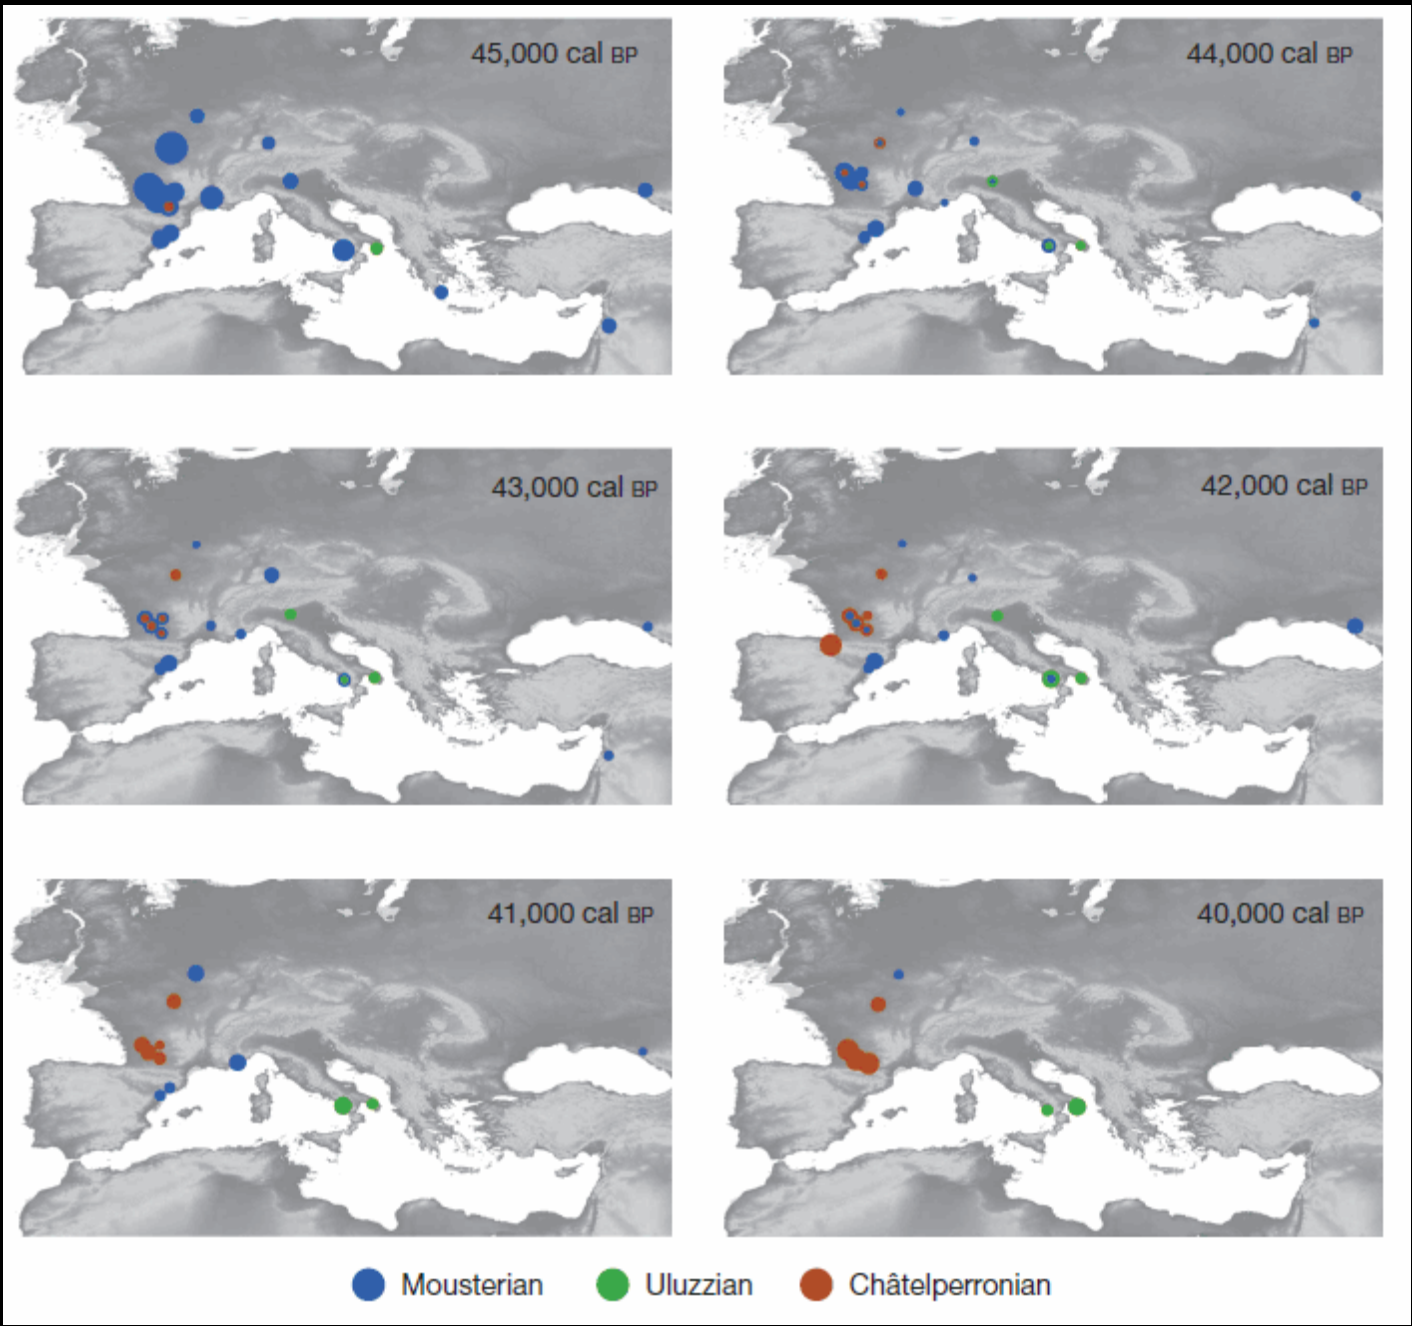 45,000 cal BP
44,000 cal BP
43,000 cal BP
42,000 cal BP
41,000 cal BP
40,000 cal BP
Mousterian Uluzzian Châtelperronian